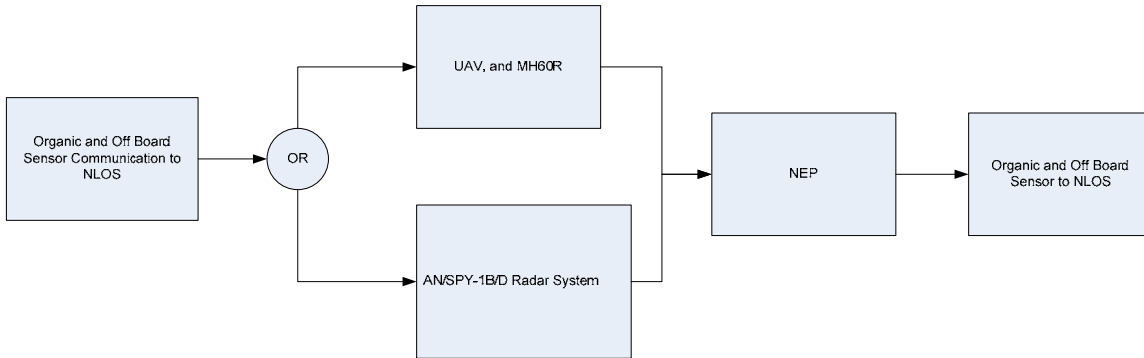 Organic and Off Board
Sensor Communication to
NLOS
OR
UAV, and MH60R
AN/SPY-1B/D Radar System
NEP
Organic and Off Board
Sensor to NLOS